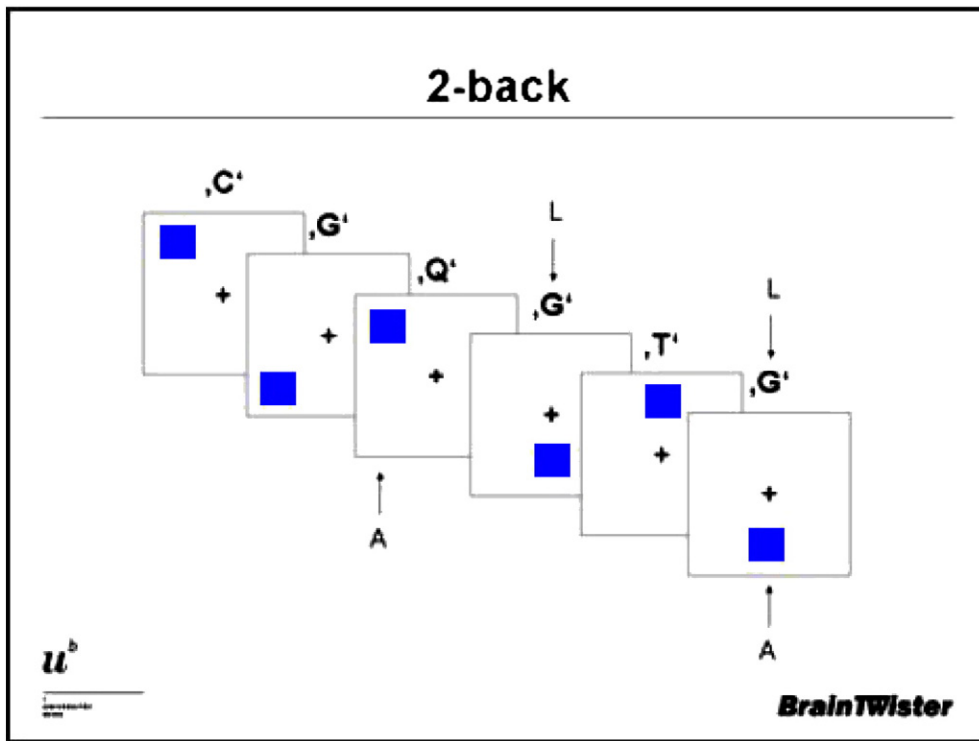 2-back
‚C‘
‚G‘
‚Q‘
L
‚G‘
‚T‘
L
‚G‘
A
A
u^b
BrainTwister